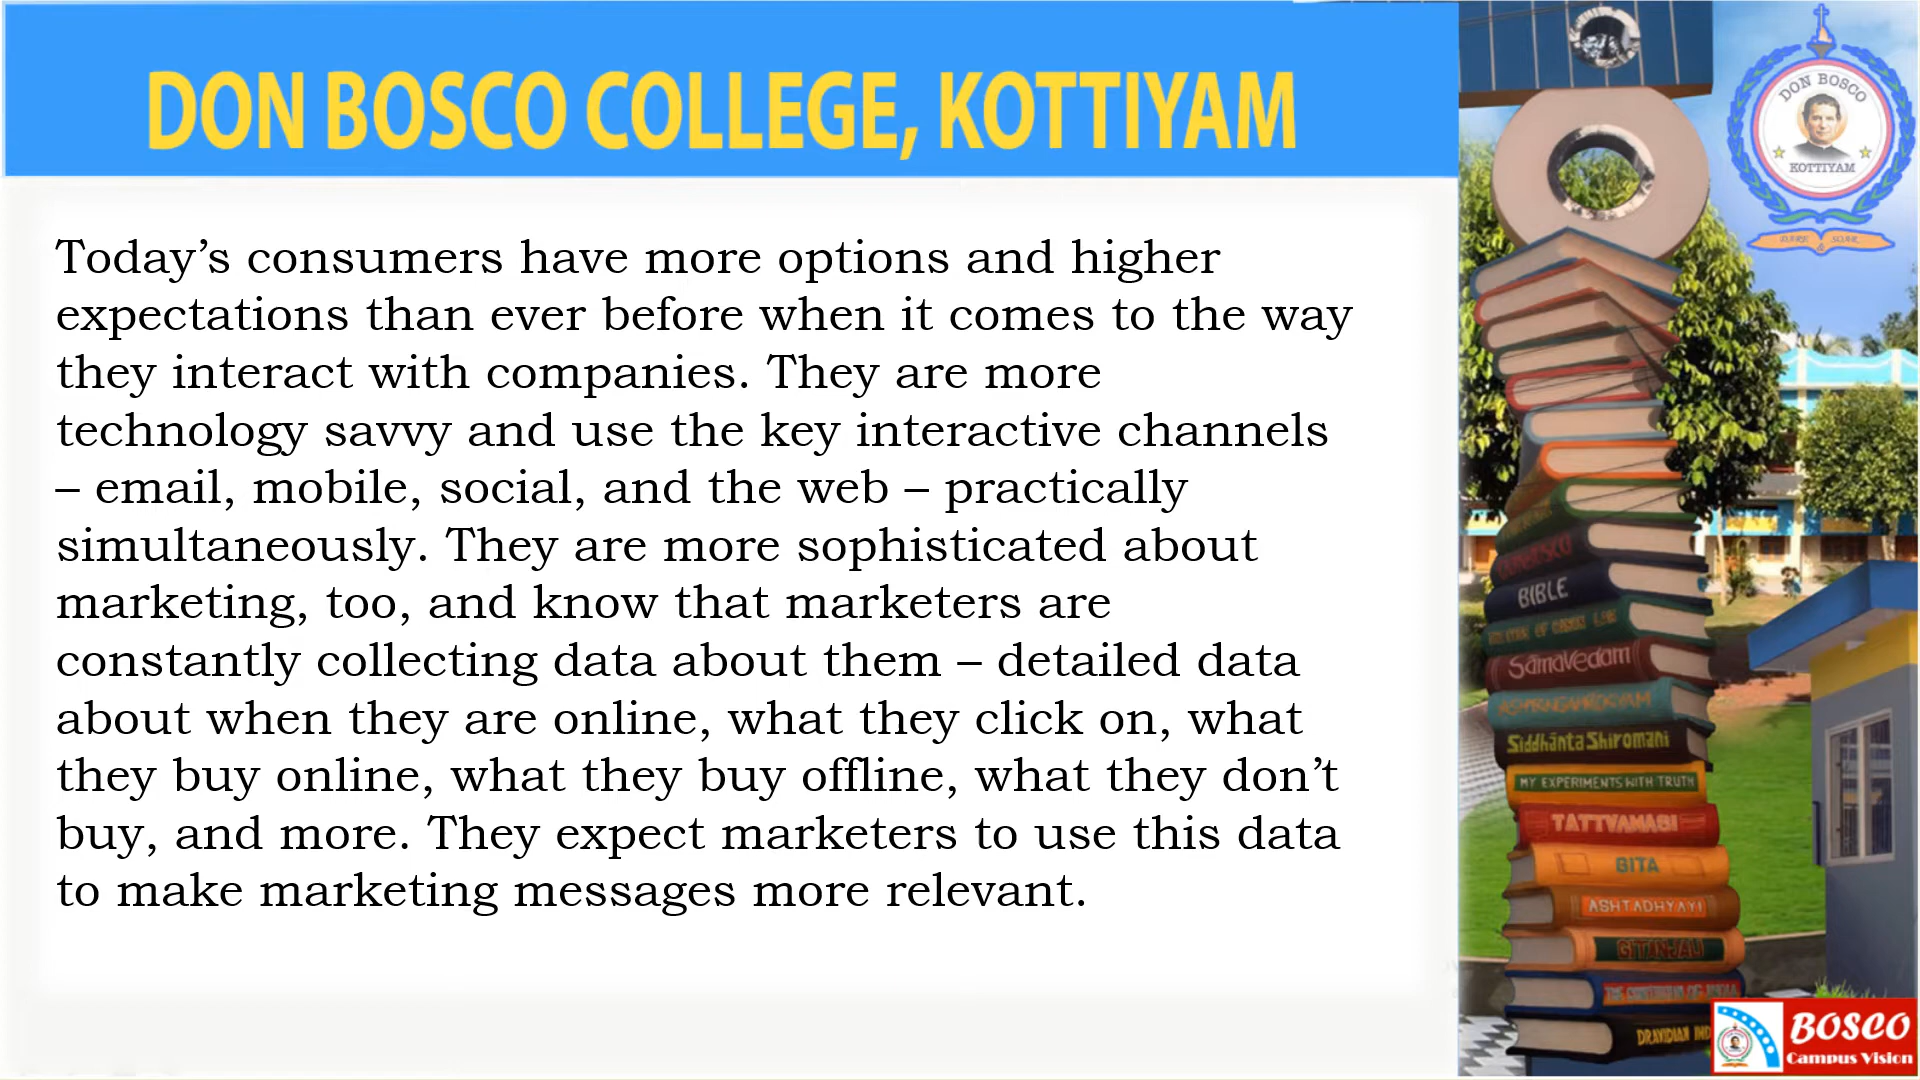 DON BOSCO COLLEGE, KOTTIYAM
DON BOSCO
KOTTIYAM
Today’s consumers have more options and higher
expectations than ever before when it comes to the way
they interact with companies. They are more
technology savvy and use the key interactive channels
– email, mobile, social, and the web – practically
simultaneously. They are more sophisticated about
marketing, too, and know that marketers are
constantly collecting data about them – detailed data
about when they are online, what they click on, what
they buy online, what they buy offline, what they don’t
buy, and more. They expect marketers to use this data
to make marketing messages more relevant.
BIBLE
SāmaVedam
Siddhānta Shiromani
MY EXPERIMENTS WITH TRUTH
TATTVAMASI
GITA
ASHTADHYAYI
GITANJALI
DRAVIDIAN
BOSCO
Campus Vision